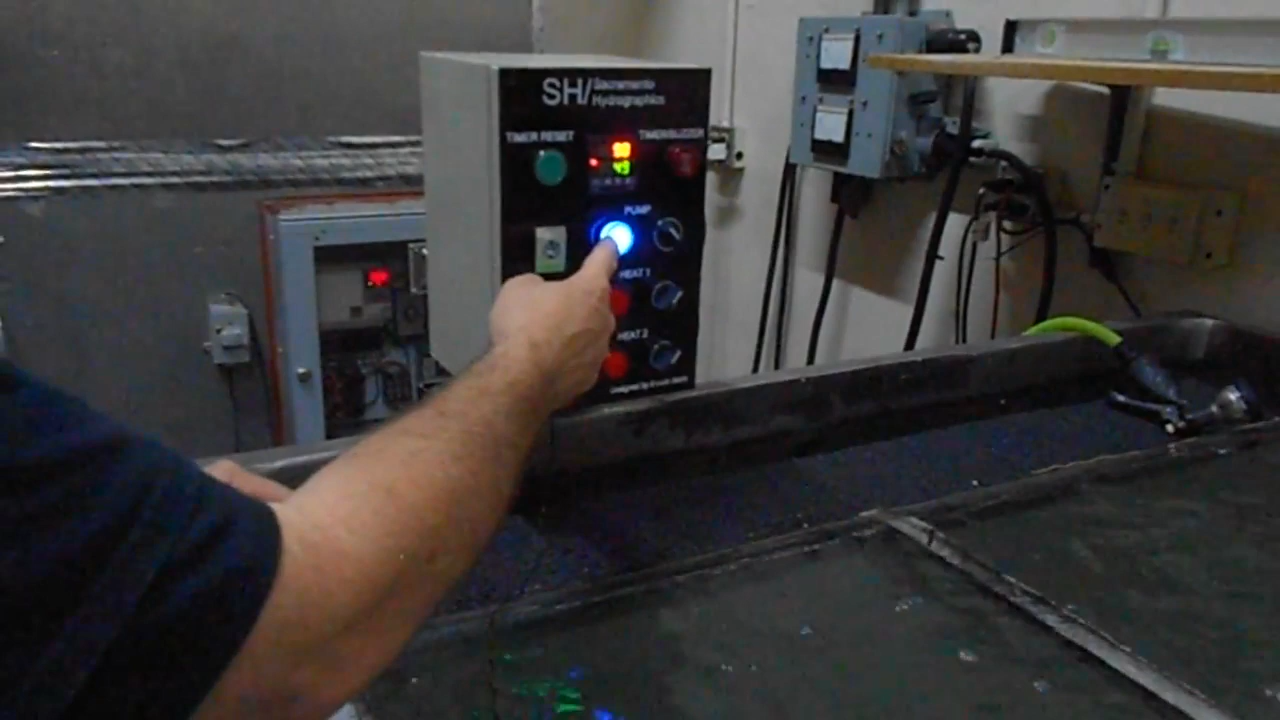 SH/ Sacramento
Hydrographics
TIMER RESET
TIMER/BUZZER
PUMP
HEAT 1
HEAT 2